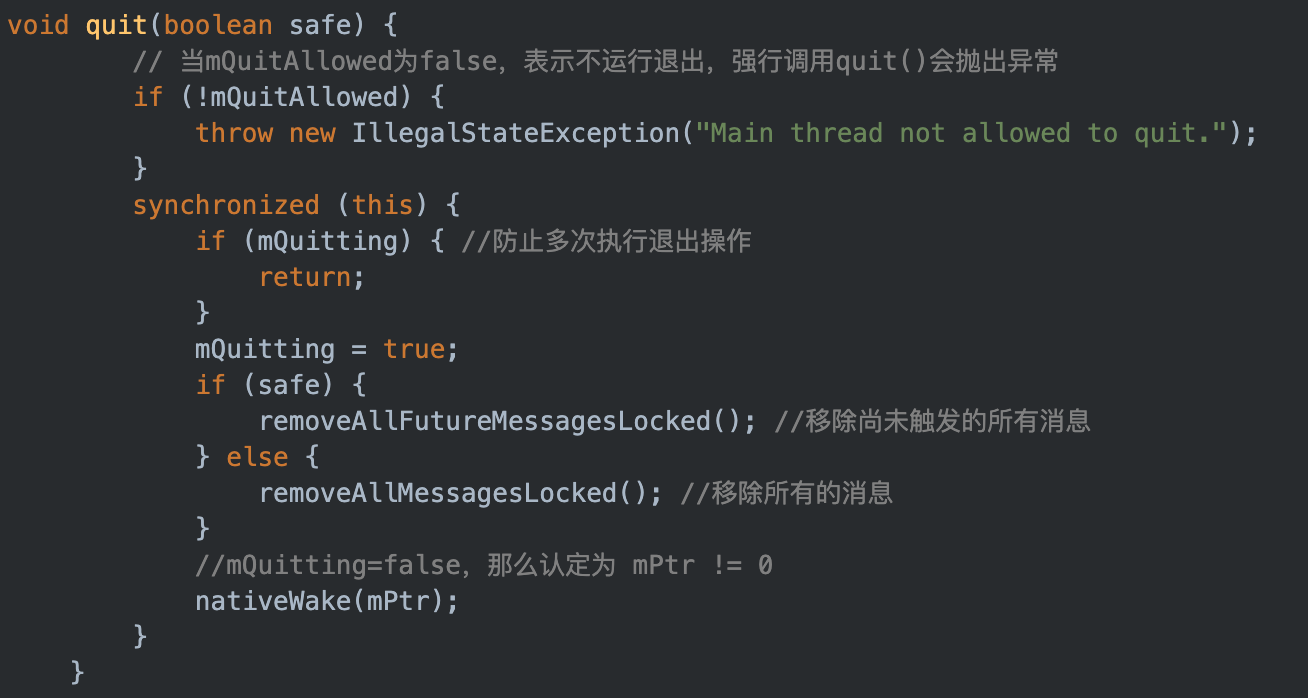 void quit(boolean safe) {
        // 当mQuitAllowed为false，表示不运行退出，强行调用quit()会抛出异常
        if (!mQuitAllowed) {
            throw new IllegalStateException("Main thread not allowed to quit.");
        }
        synchronized (this) {
            if (mQuitting) { //防止多次执行退出操作
                return;
            }
            mQuitting = true;
            if (safe) {
                removeAllFutureMessagesLocked(); //移除尚未触发的所有消息
            } else {
                removeAllMessagesLocked(); //移除所有的消息
            }
            //mQuitting=false，那么认定为 mPtr != 0
            nativeWake(mPtr);
        }
    }